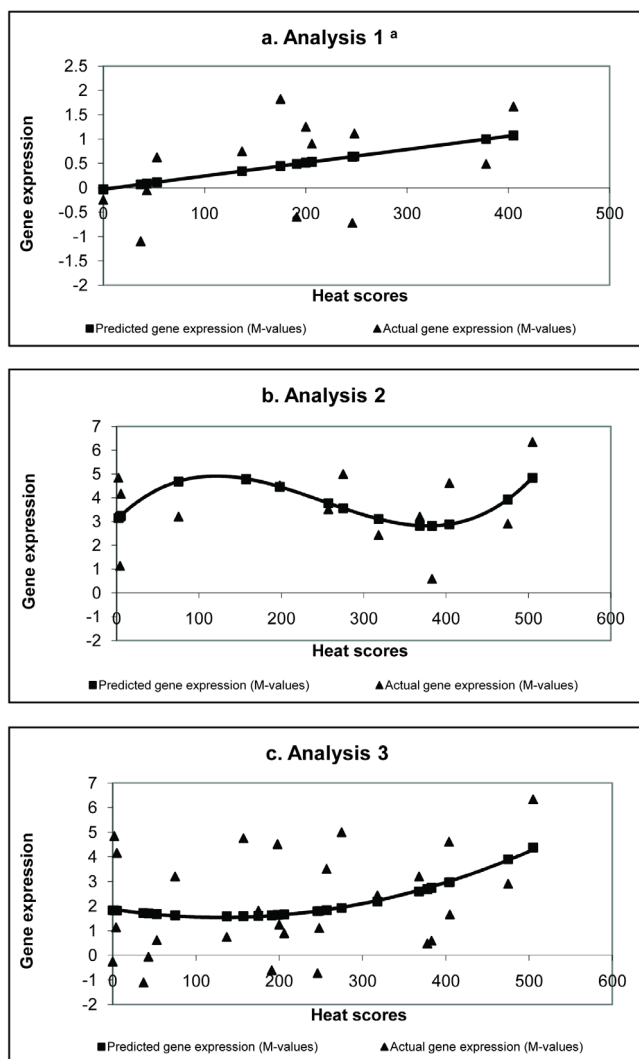 a. Analysis 1 a
2.5
2
1.5
1
0.5
0
-0.5
-1
-1.5
-2
0 100 200 300 400 500
Gene expression
Heat scores
Predicted gene expression (M-values) Actual gene expression (M-values)
b. Analysis 2
7
6
5
4
3
2
1
0
-1
-2
0 100 200 300 400 500 600
Gene expression
Heat scores
Predicted gene expression (M-values) Actual gene expression (M-values)
c. Analysis 3
7
6
5
4
3
2
1
0
-1
-2
0 100 200 300 400 500 600
Gene expression
Heat scores
Predicted gene expression (M-values) Actual gene expression (M-values)